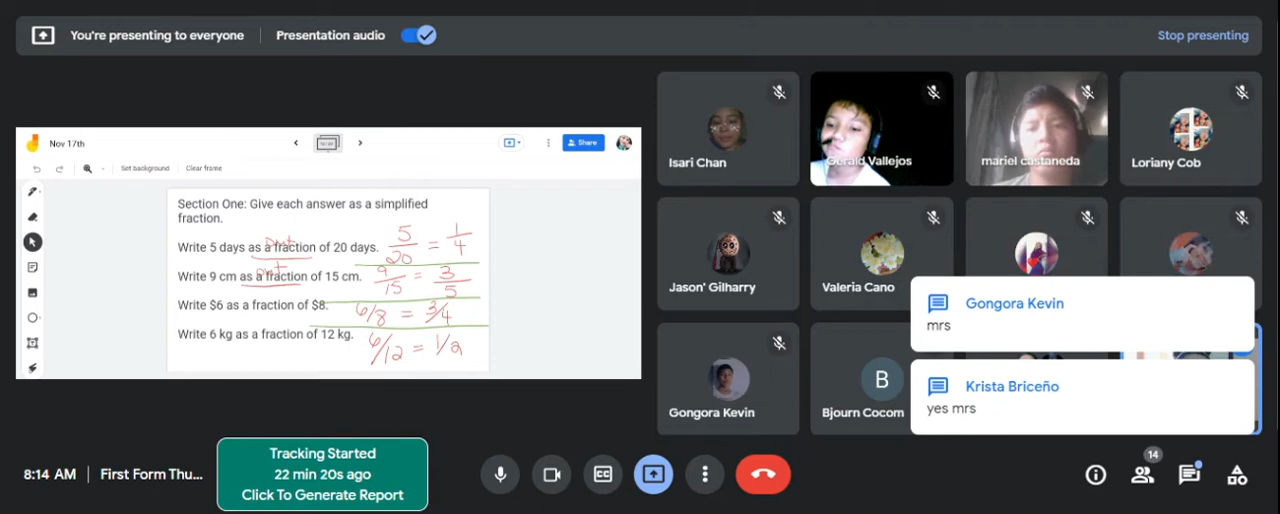 You're presenting to everyone
Presentation audio
Stop presenting
Nov 17th
Share
Set background
Clear frame
Section One: Give each answer as a simplified
fraction.
Write 5 days as a fraction of 20 days. 5/20 = 1/4
Write 9 cm as a fraction of 15 cm. 9/15 = 3/5
Write $6 as a fraction of $8. 6/8 = 3/4
Write 6 kg as a fraction of 12 kg. 6/12 = 1/2
Isari Chan
Gerald Vallejos
mariel castaneda
Loriany Cob
Jason' Gilharry
Valeria Cano
Gongora Kevin
mrs
Krista Briceño
yes mrs
Gongora Kevin
B
Bjourn Cocom
8:14 AM
First Form Thu...
Tracking Started
22 min 20s ago
Click To Generate Report
CC
14